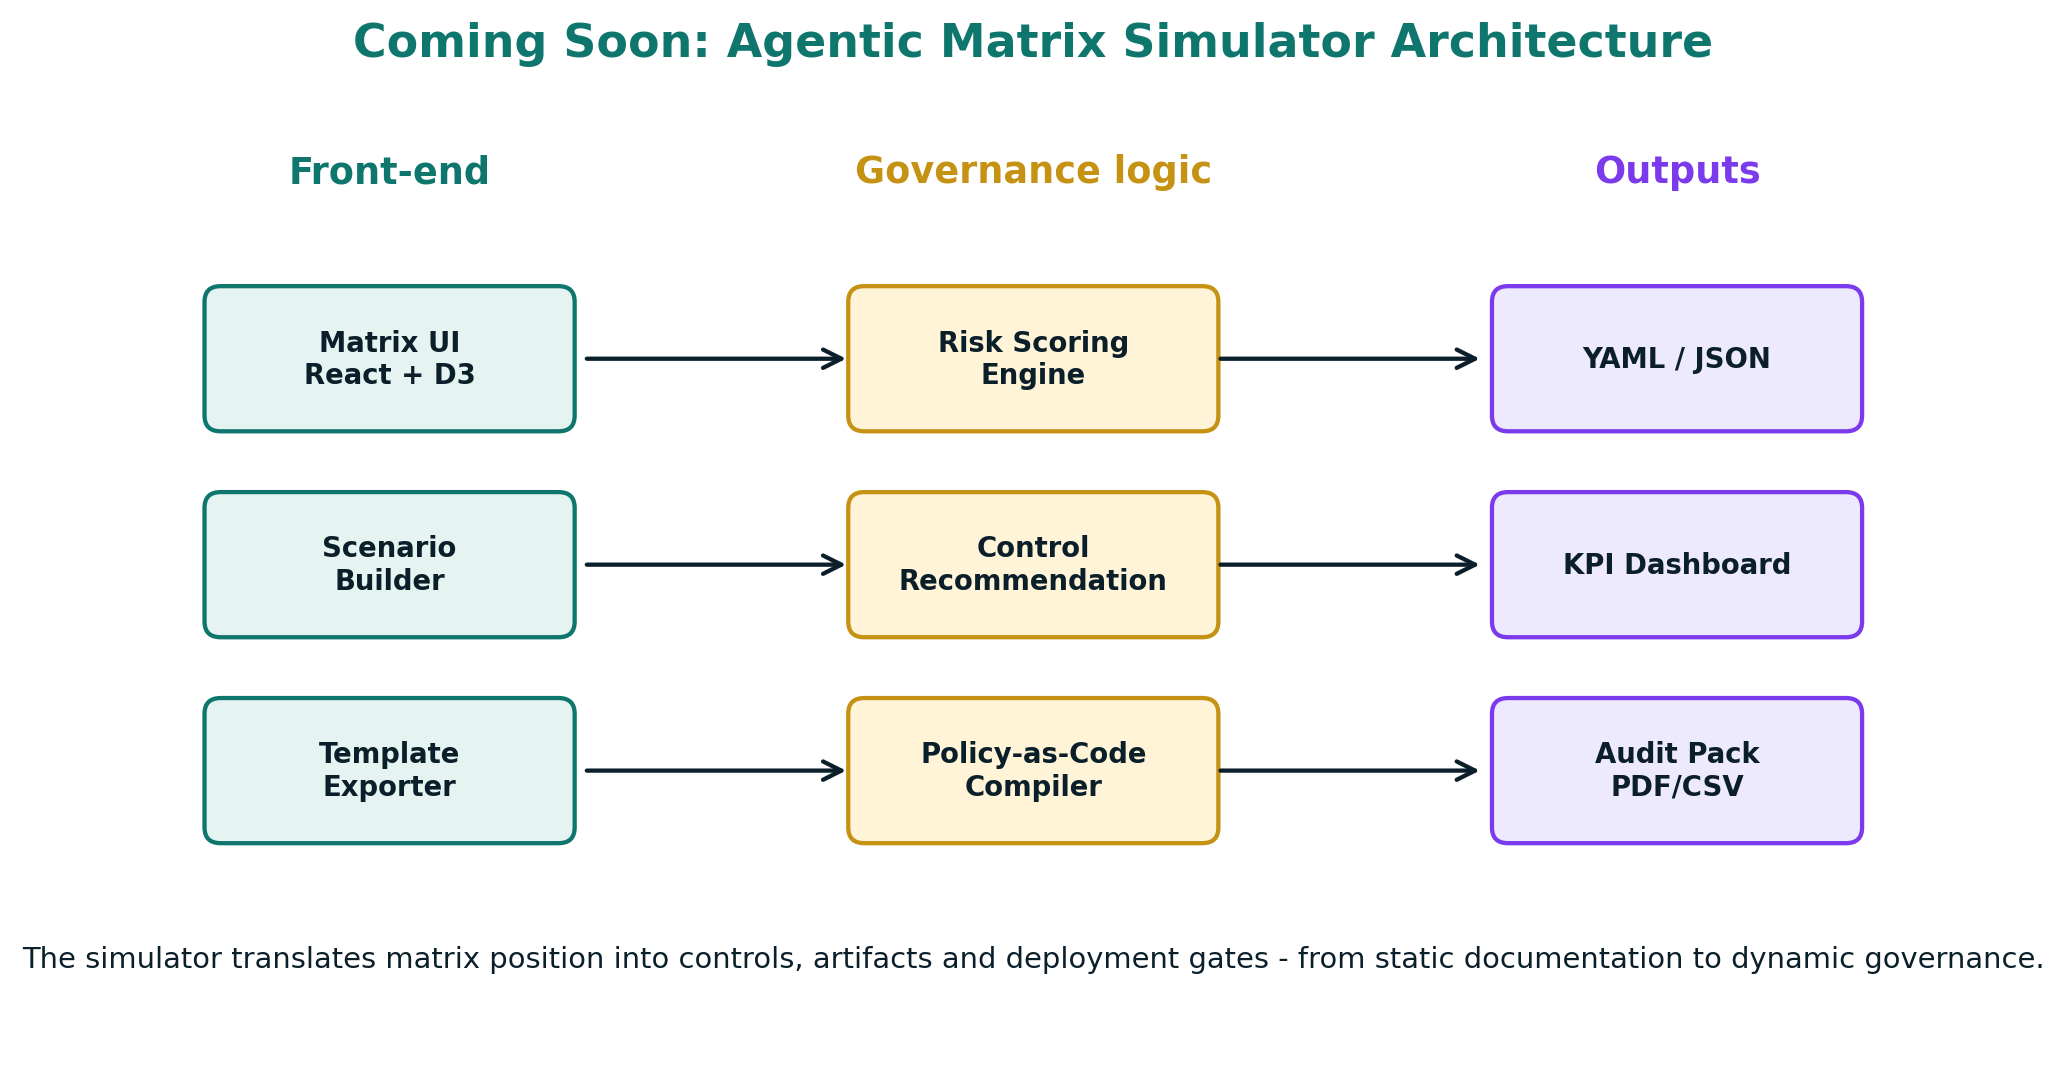 Coming Soon: Agentic Matrix Simulator Architecture
Front-end
Governance logic
Outputs
Matrix UI
React + D3
Risk Scoring
Engine
YAML / JSON
Scenario
Builder
Control
Recommendation
KPI Dashboard
Template
Exporter
Policy-as-Code
Compiler
Audit Pack
PDF/CSV
The simulator translates matrix position into controls, artifacts and deployment gates - from static documentation to dynamic governance.